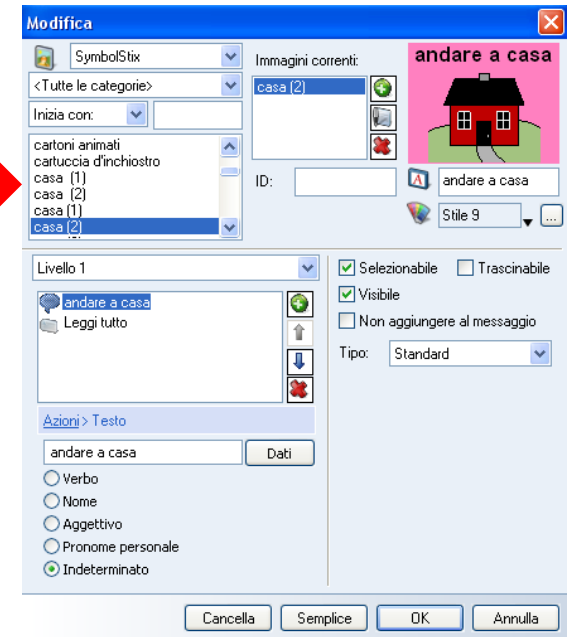 Modifica
SymbolStix
<Tutte le categorie>
Inizia con:
cartoni animati
cartuccia d'inchiostro
casa (1)
casa (2)
casa (1)
casa (2)
Immagini correnti:
casa (2)
ID:
andare a casa
andare a casa
Stile 9
...
Livello 1
andare a casa
Leggi tutto
Azioni > Testo
andare a casa
Dati
Verbo
Nome
Aggettivo
Pronome personale
Indeterminato
Selezionabile Trascinabile
Visibile
Non aggiungere al messaggio
Tipo: Standard
Cancella Semplice OK Annulla